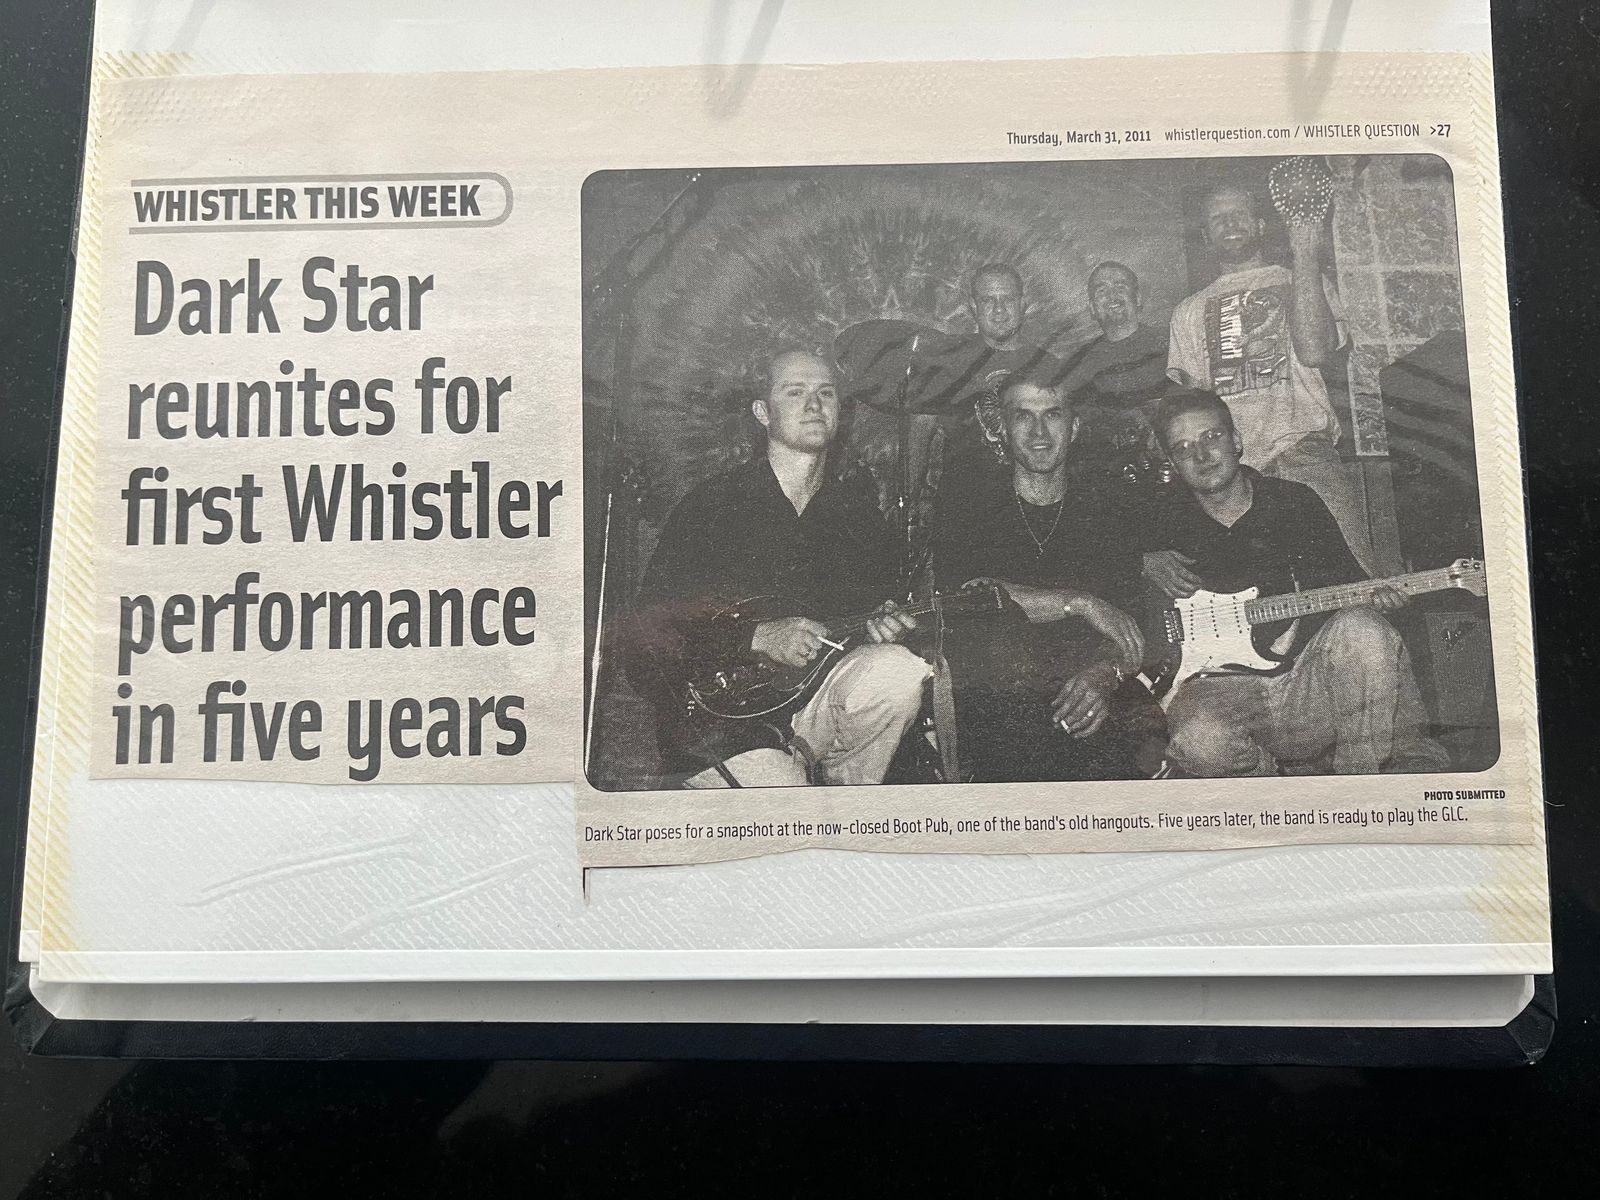 Thursday, March 31, 2011 whistlerquestion.com / WHISTLER QUESTION >27
WHISTLER THIS WEEK
Dark Star
reunites for
first Whistler
performance
in five years
PHOTO SUBMITTED
Dark Star poses for a snapshot at the now-closed Boot Pub, one of the band's old hangouts. Five years later, the band is ready to play the GLC.